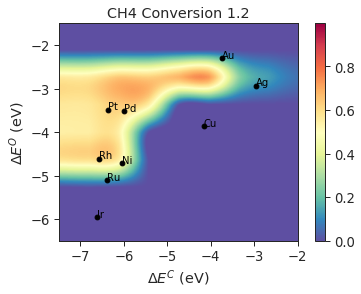 CH4 Conversion 1.2
ΔE^O (eV)
−2
−3
−4
−5
−6
Au
Ag
Pt
Pd
Cu
Rh
Ni
Ru
Ir
−7
−6
−5
−4
−3
−2
ΔE^C (eV)
0.8
0.6
0.4
0.2
0.0